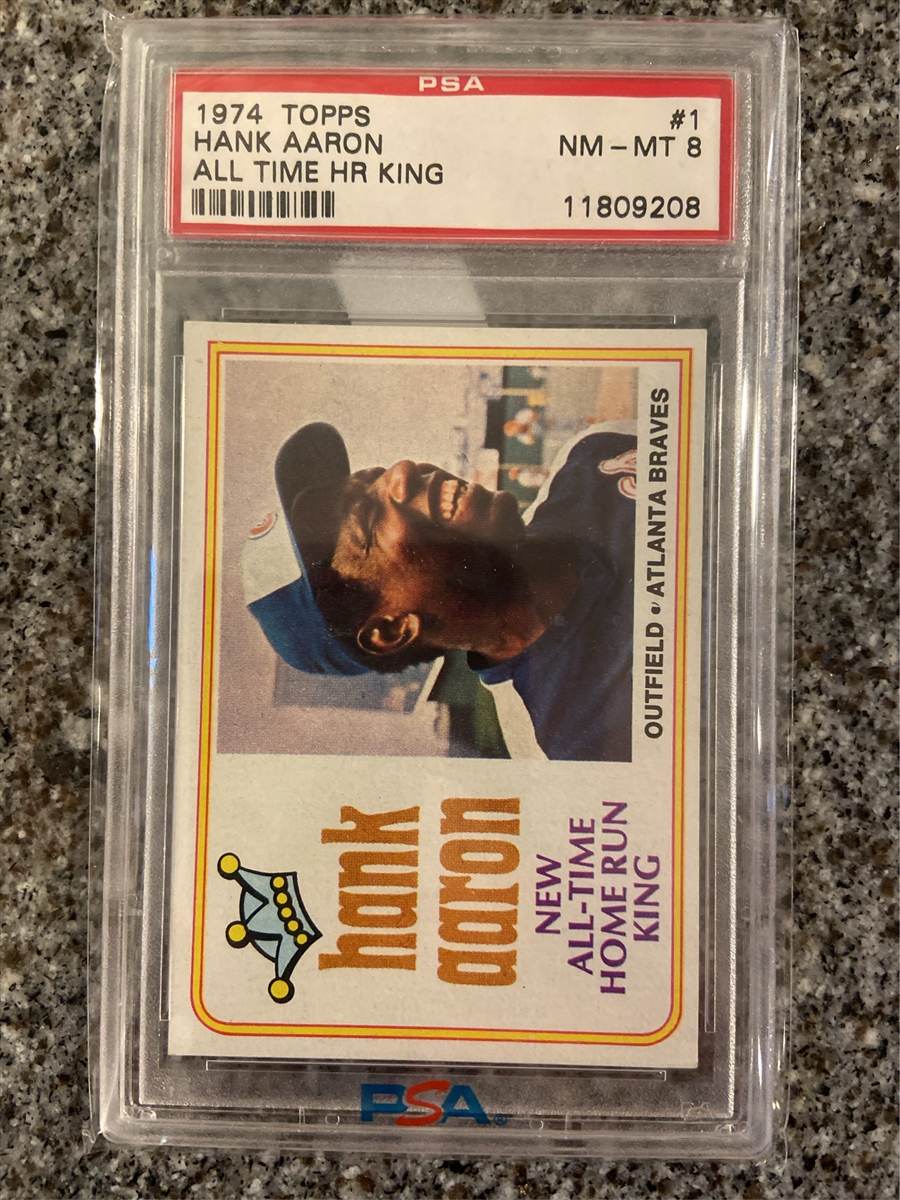 PSA
1974 TOPPS #1
HANK AARON NM - MT 8
ALL TIME HR KING
11809208
hank
aaron
NEW
ALL-TIME
HOME RUN
KING
OUTFIELD • ATLANTA BRAVES
PSA®